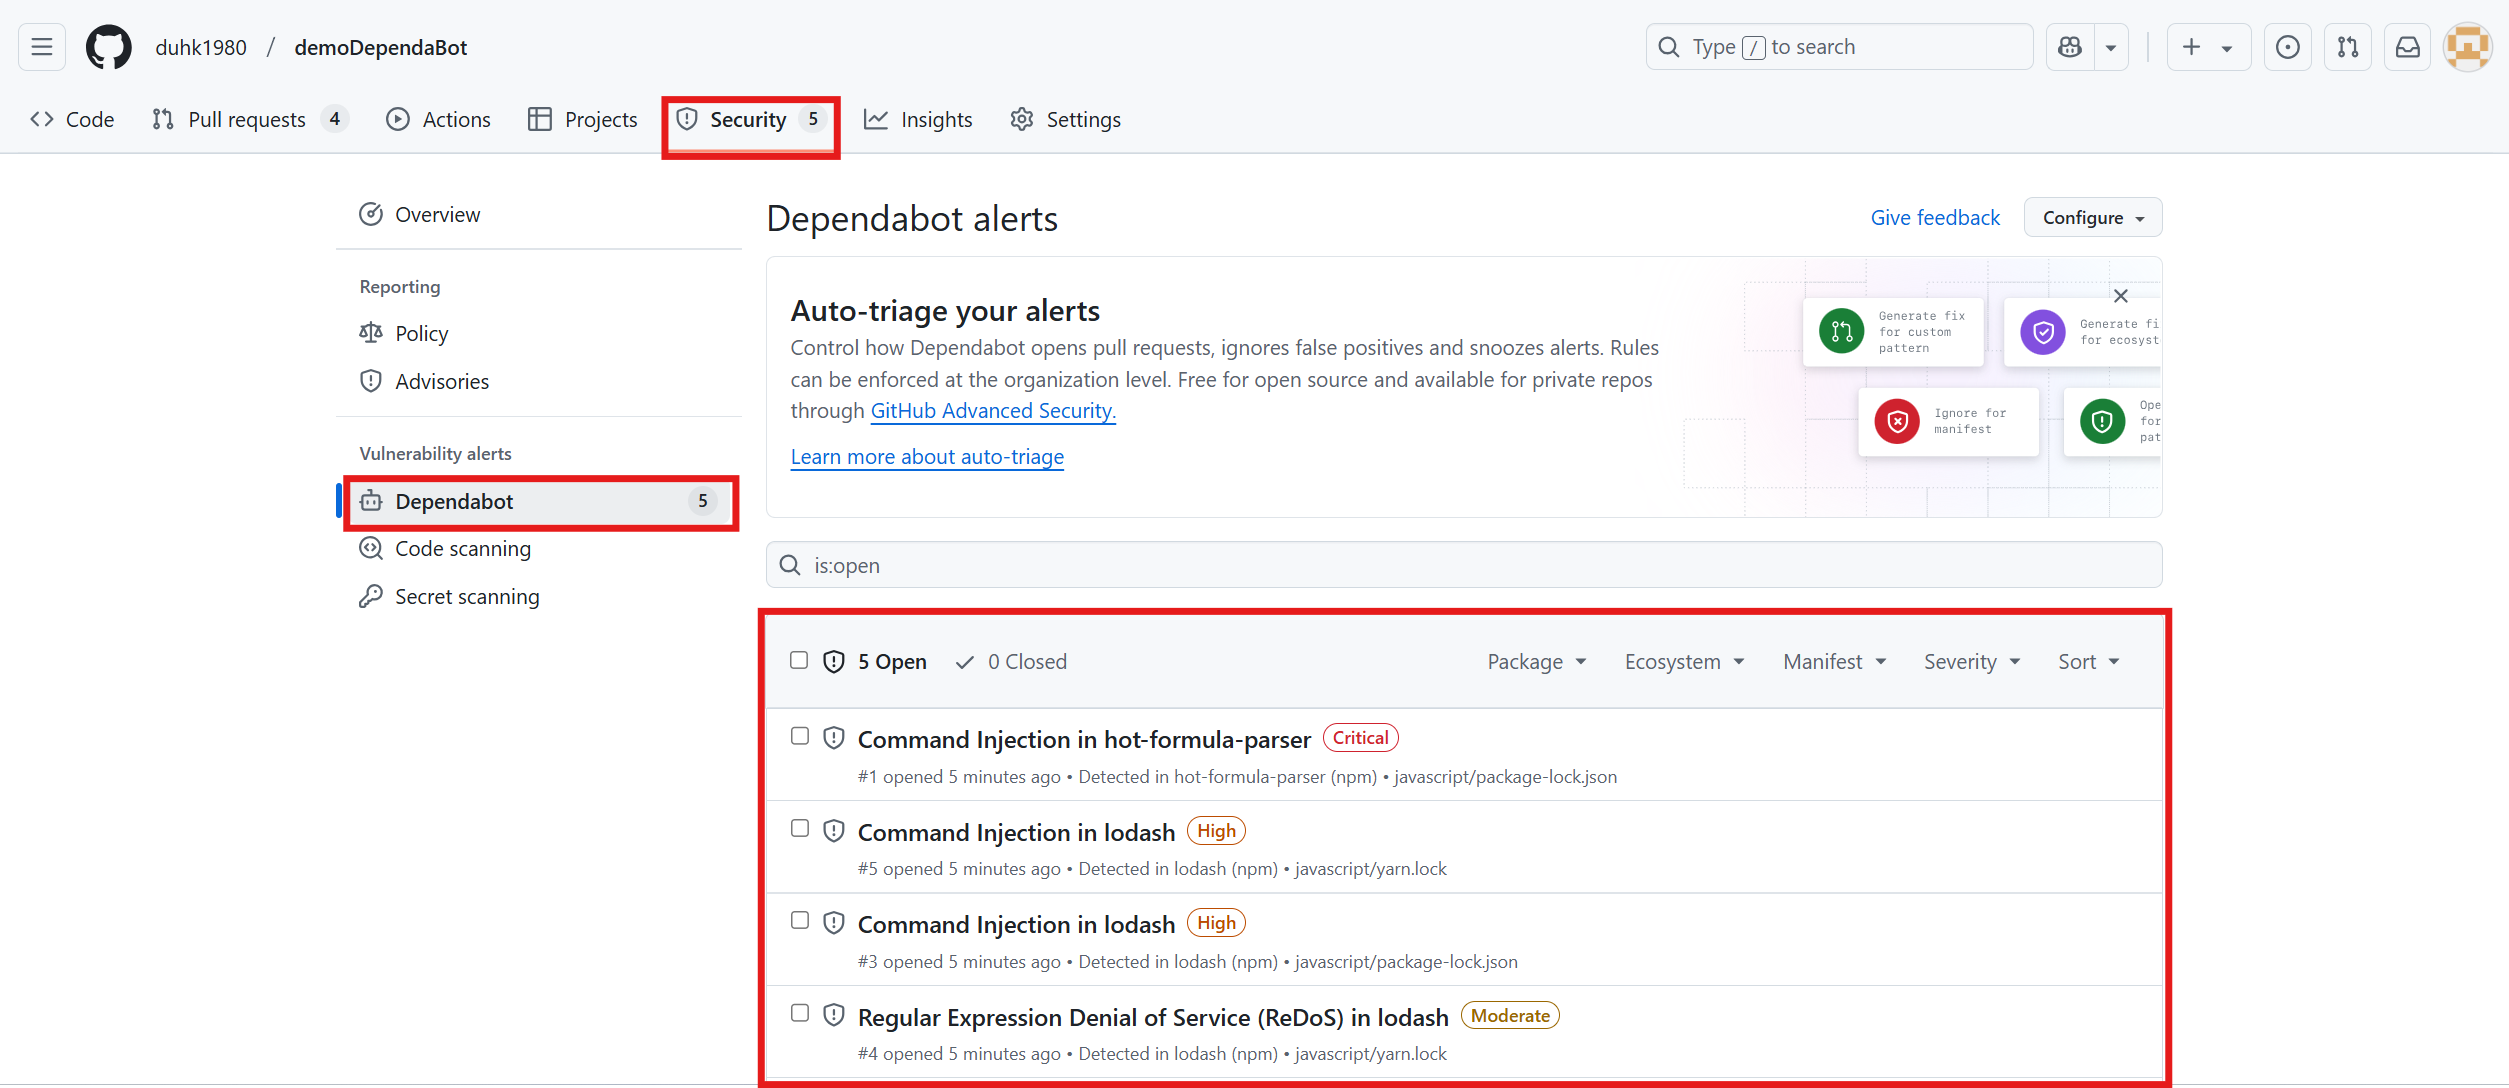 duhk1980 / demoDependaBot
Type / to search
Code
Pull requests 4
Actions
Projects
Security 5
Insights
Settings
Overview
Reporting
Policy
Advisories
Vulnerability alerts
Dependabot 5
Code scanning
Secret scanning
Dependabot alerts
Give feedback
Configure
Auto-triage your alerts
Control how Dependabot opens pull requests, ignores false positives and snoozes alerts. Rules
can be enforced at the organization level. Free for open source and available for private repos
through GitHub Advanced Security.
Learn more about auto-triage
Generate fix
for custom
pattern
Generate fi
for ecosyst
Ignore for
manifest
Ope
for
pat
is:open
5 Open
0 Closed
Package
Ecosystem
Manifest
Severity
Sort
Command Injection in hot-formula-parser Critical
#1 opened 5 minutes ago • Detected in hot-formula-parser (npm) • javascript/package-lock.json
Command Injection in lodash High
#5 opened 5 minutes ago • Detected in lodash (npm) • javascript/yarn.lock
Command Injection in lodash High
#3 opened 5 minutes ago • Detected in lodash (npm) • javascript/package-lock.json
Regular Expression Denial of Service (ReDoS) in lodash Moderate
#4 opened 5 minutes ago • Detected in lodash (npm) • javascript/yarn.lock